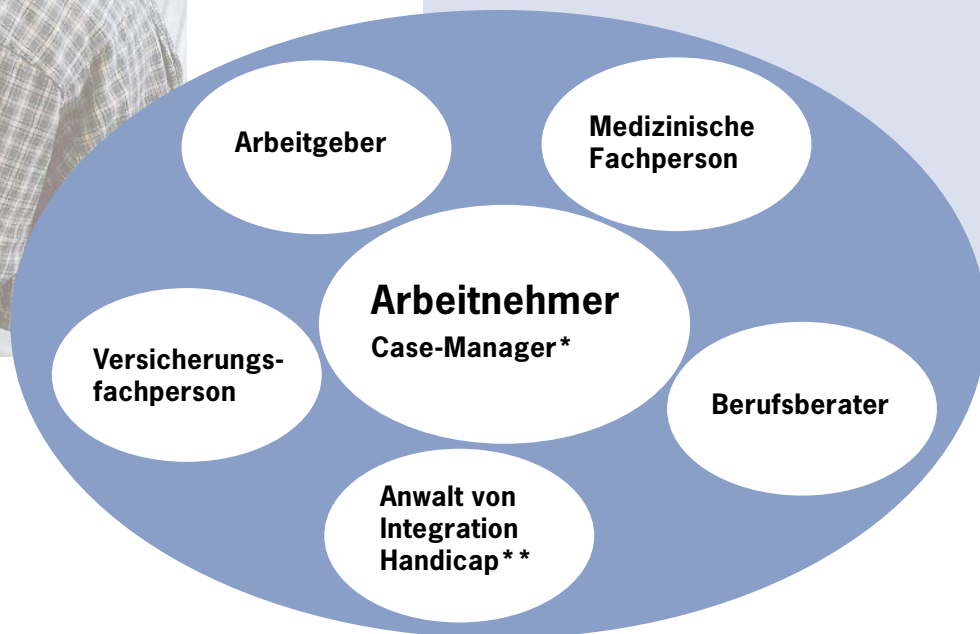 Arbeitgeber
Medizinische
Fachperson
Arbeitnehmer
Case-Manager*
Versicherungs-
fachperson
Berufsberater
Anwalt von
Integration
Handicap**